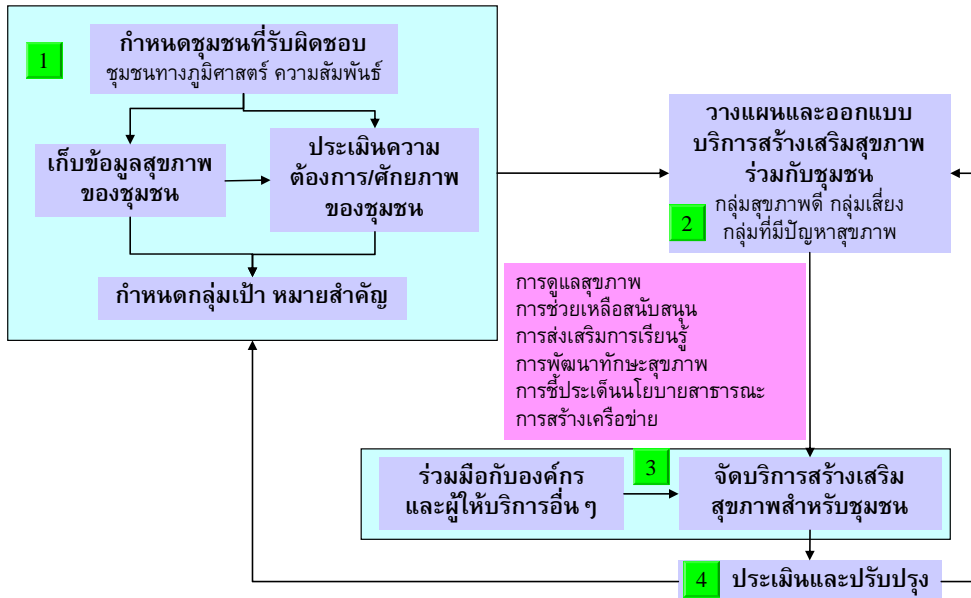 1
กำหนดชุมชนที่รับผิดชอบ
ชุมชนทางภูมิศาสตร์ ความสัมพันธ์
เก็บข้อมูลสุขภาพ
ของชุมชน
ประเมินความ
ต้องการ/ศักยภาพ
ของชุมชน
กำหนดกลุ่มเป้า หมายสำคัญ
วางแผนและออกแบบ
บริการสร้างเสริมสุขภาพ
ร่วมกับชุมชน
กลุ่มสุขภาพดี กลุ่มเสี่ยง
กลุ่มที่มีปัญหาสุขภาพ
2
การดูแลสุขภาพ
การช่วยเหลือสนับสนุน
การส่งเสริมการเรียนรู้
การพัฒนาทักษะสุขภาพ
การชี้ประเด็นนโยบายสาธารณะ
การสร้างเครือข่าย
ร่วมมือกับองค์กร
และผู้ให้บริการอื่น ๆ
3
จัดบริการสร้างเสริม
สุขภาพสำหรับชุมชน
4
ประเมินและปรับปรุง